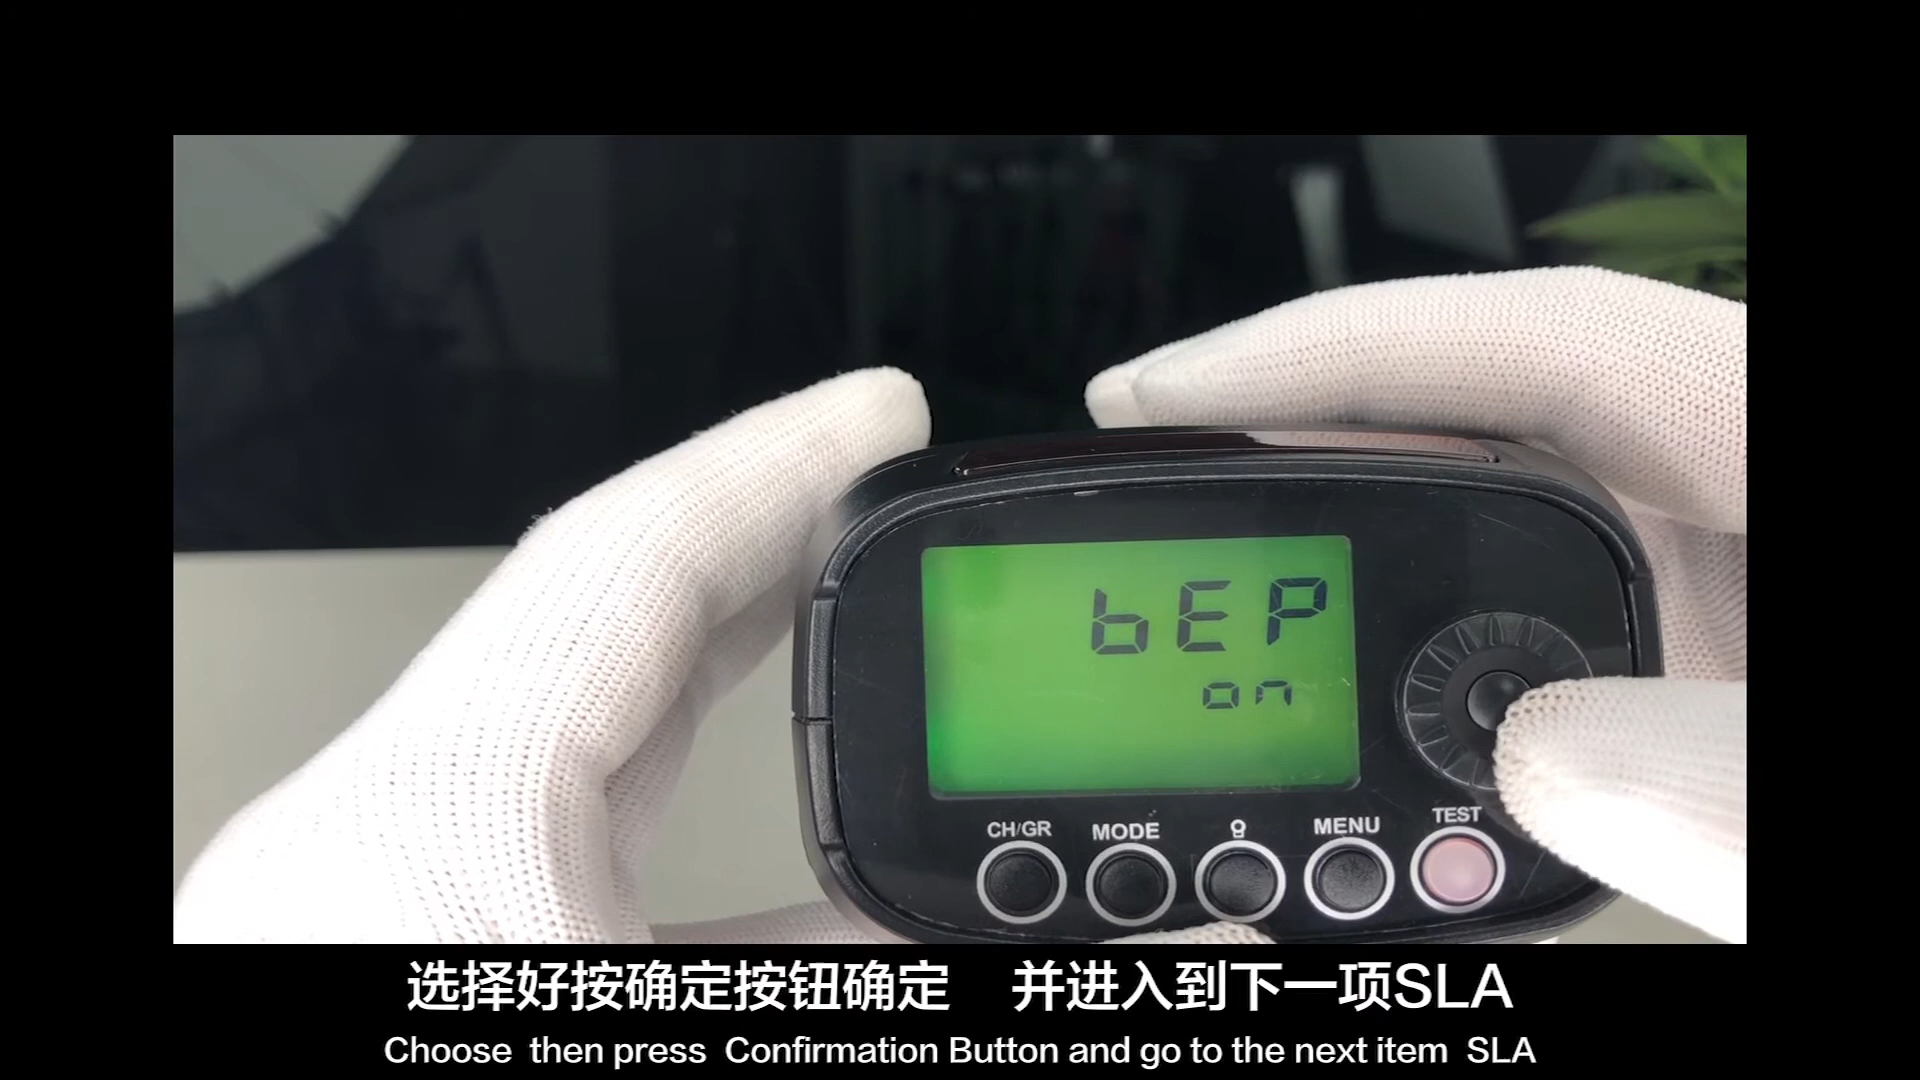 bEP
on
CH/GR MODE MENU TEST
选择好按确定按钮确定 并进入到下一项SLA
Choose then press Confirmation Button and go to the next item SLA